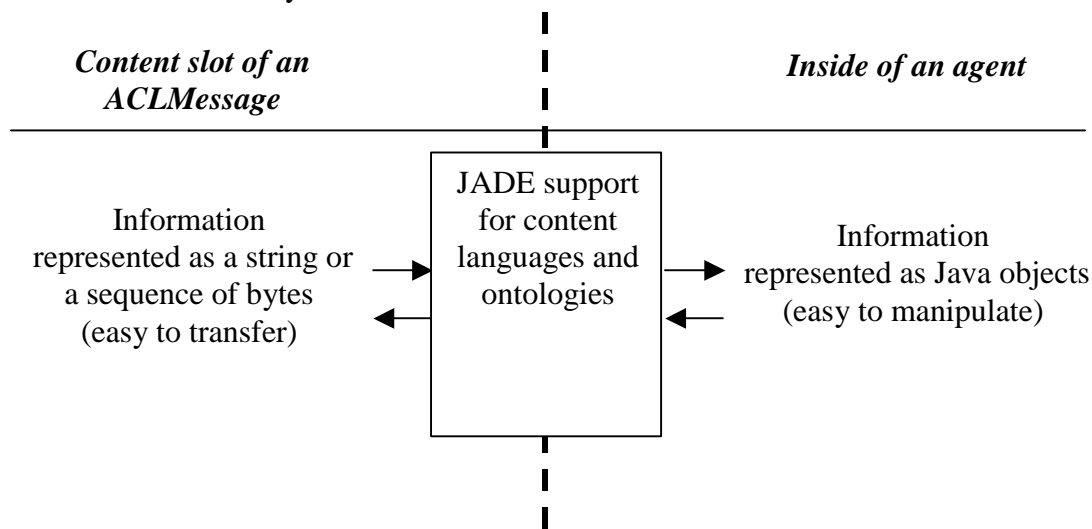 Content slot of an
ACLMessage
Inside of an agent
Information
represented as a string or
a sequence of bytes
(easy to transfer)
JADE support
for content
languages and
ontologies
Information
represented as Java objects
(easy to manipulate)